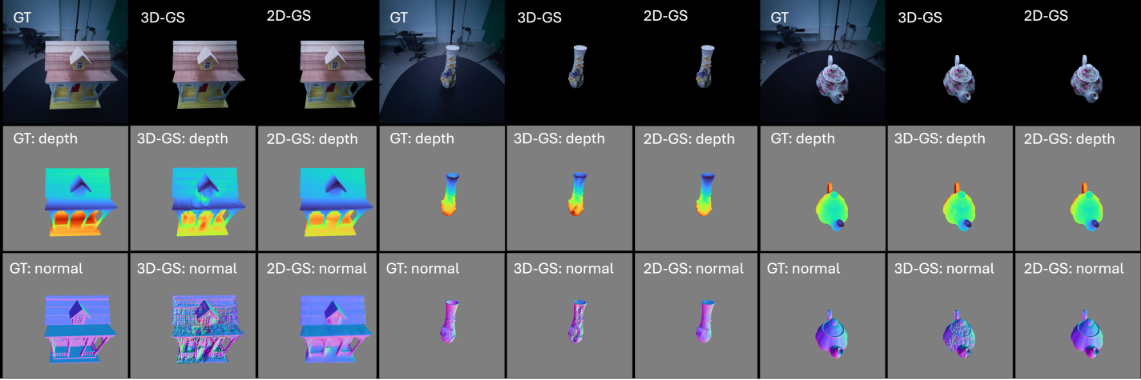 GT 3D-GS 2D-GS GT 3D-GS 2D-GS GT 3D-GS 2D-GS
GT: depth 3D-GS: depth 2D-GS: depth GT: depth 3D-GS: depth 2D-GS: depth GT: depth 3D-GS: depth 2D-GS: depth
GT: normal 3D-GS: normal 2D-GS: normal GT: normal 3D-GS: normal 2D-GS: normal GT: normal 3D-GS: normal 2D-GS: normal